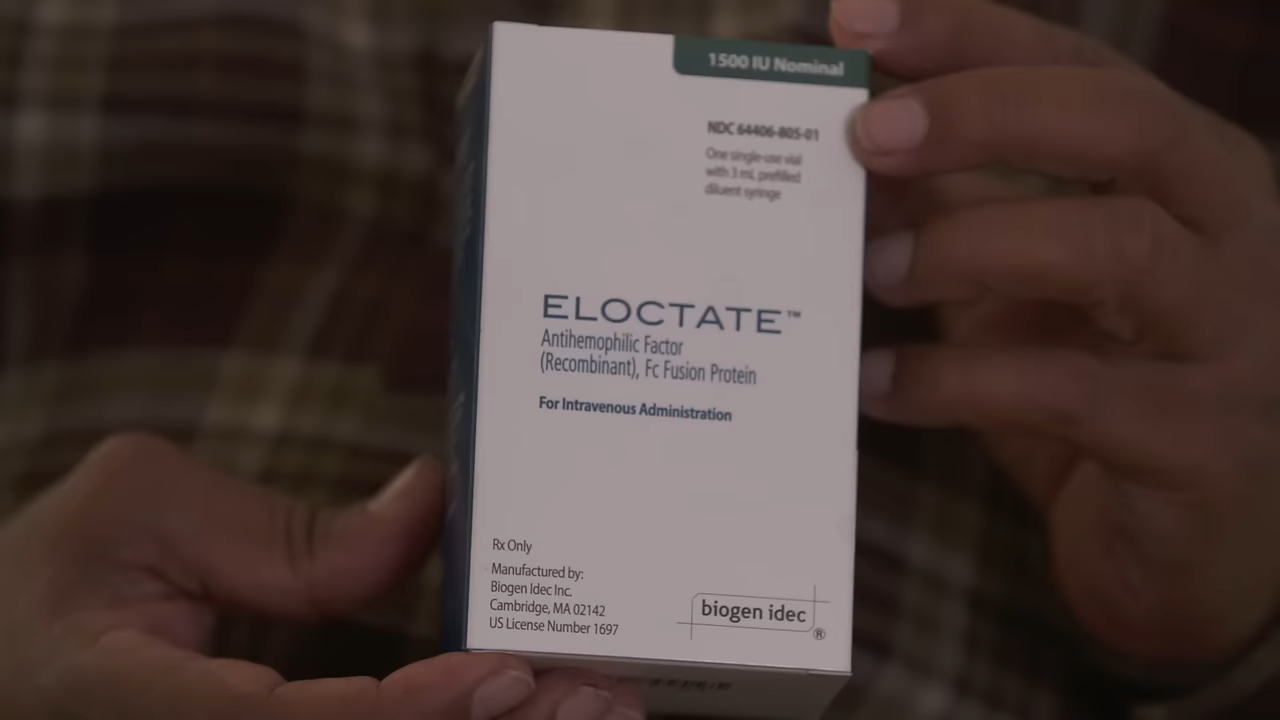 1500 IU Nominal
NDC 64406-805-01
One single-use vial
with 3 mL prefilled
diluent syringe
ELOCTATE™
Antihemophilic Factor
(Recombinant), Fc Fusion Protein
For Intravenous Administration
Rx Only
Manufactured by:
Biogen Idec Inc.
Cambridge, MA 02142
US License Number 1697
biogen idec®